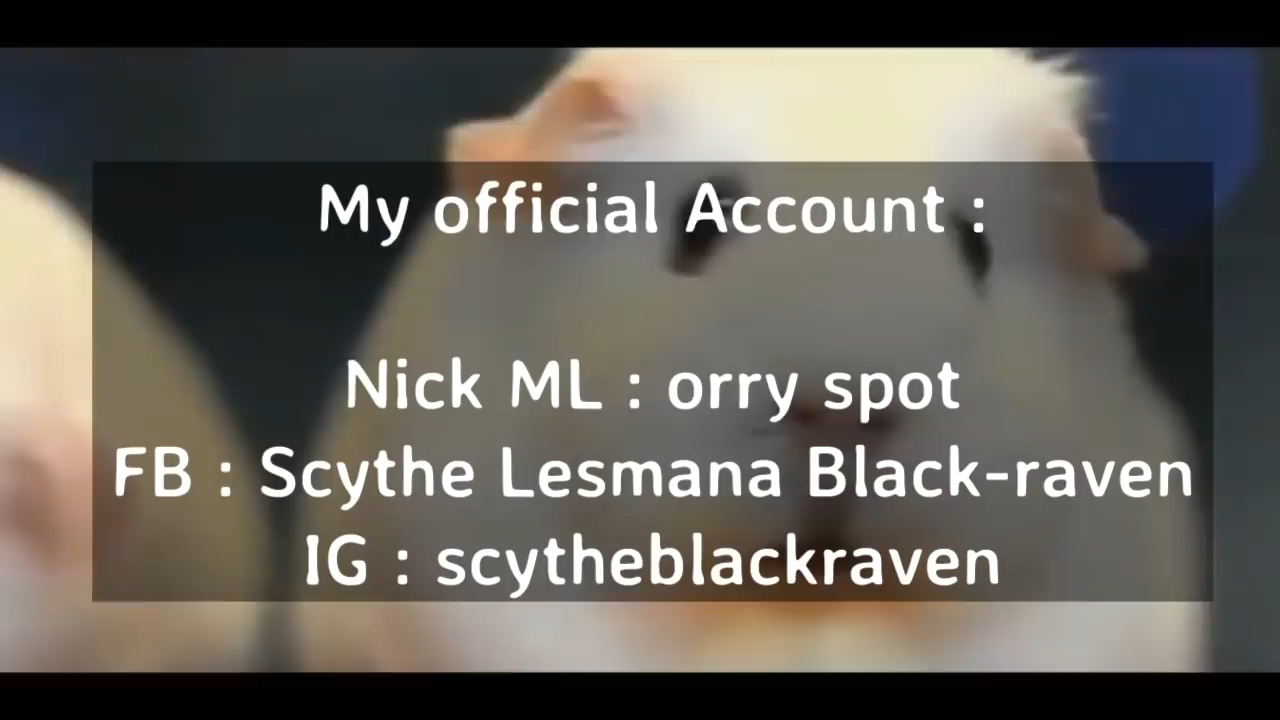 My official Account :
Nick ML : orry spot
FB : Scythe Lesmana Black-raven
IG : scytheblackraven